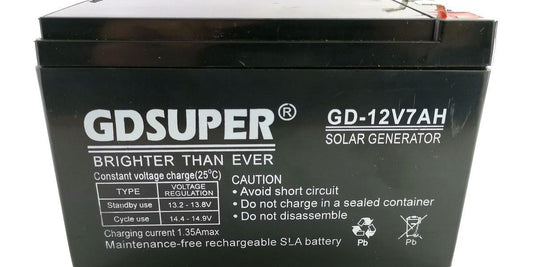 GDSUPER®
GD-12V7AH
SOLAR GENERATOR
BRIGHTER THAN EVER
Constant voltage charge(25°C)
TYPE VOLTAGE REGULATION
Standby use 13.2 - 13.8V
Cycle use 14.4 - 14.9V
Charging current 1.35Amax
Maintenance-free rechargeable SLA battery
CAUTION
• Avoid short circuit
• Do not charge in a sealed container
• Do not disassemble
Pb Pb